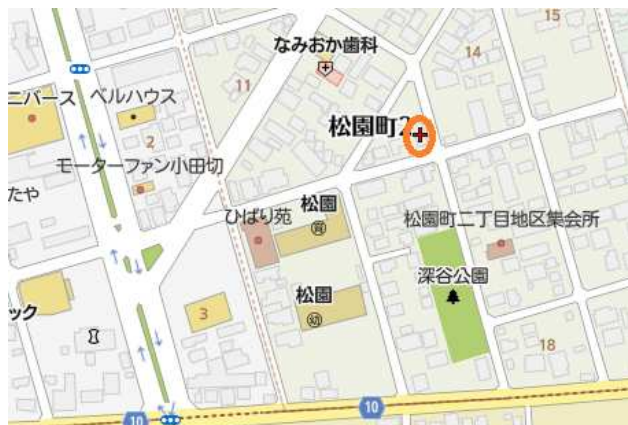 15
なみおか歯科
14
11
ニバース
ベルハウス
松園町2
2
モーターファン小田切
たや
ひばり苑
松園
松園町二丁目地区集会所
深谷公園
松園
幼
ック
3
18
10
10